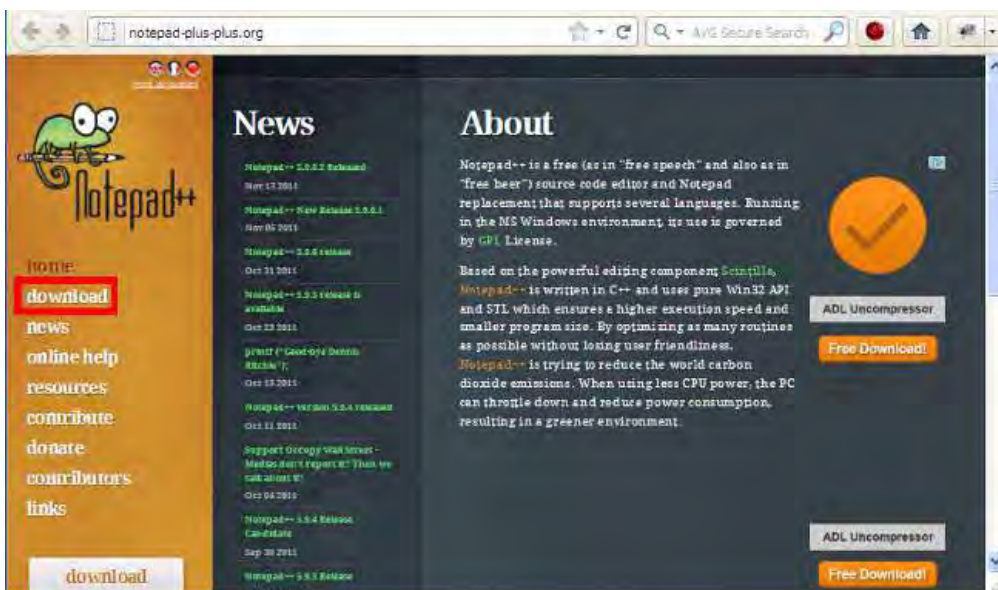 notepad-plus-plus.org
AVG Secure Search
Notepad++
home
download
news
online help
resources
contribute
donate
contributors
links
download
News
Notepad++ 5.9.6.2 Released
Nov 13 2011
Notepad++ New Release 5.9.6.1
Nov 06 2011
Notepad++ 5.9.6 release
Oct 31 2011
Notepad++ 5.9.5 release is
available
Oct 23 2011
printf ("Good-bye Dennis
Ritchie");
Oct 13 2011
Notepad++ version 5.9.4 released
Oct 11 2011
Support Occupy Wall Street -
Medias don't report it? Then we
talk about it!
Oct 04 2011
Notepad++ 5.9.4 Release
Candidate
Sep 30 2011
Notepad++ 5.9.3 Release
About
Notepad++ is a free (as in "free speech" and also as in
"free beer") source code editor and Notepad
replacement that supports several languages. Running
in the MS Windows environment, its use is governed
by GPL License.
Based on the powerful editing component Scintilla,
Notepad++ is written in C++ and uses pure Win32 API
and STL which ensures a higher execution speed and
smaller program size. By optimizing as many routines
as possible without losing user friendliness,
Notepad++ is trying to reduce the world carbon
dioxide emissions. When using less CPU power, the PC
can throttle down and reduce power consumption,
resulting in a greener environment.
ADL Uncompressor
Free Download!
ADL Uncompressor
Free Download!